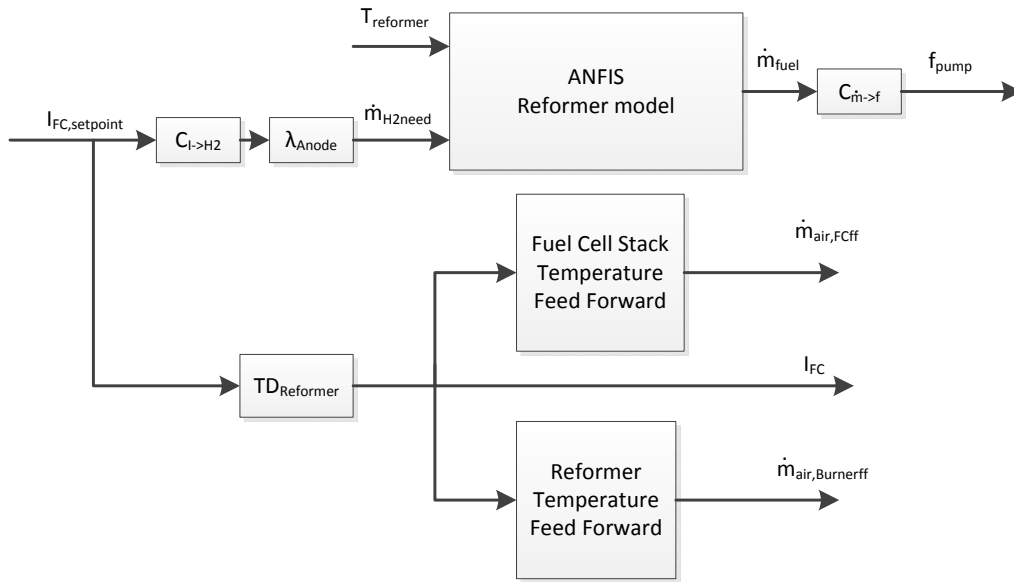 T_reformer
ANFIS
Reformer model
ṁ_fuel
f_pump
C_ṁ->f
I_FC,setpoint
C_I->H2
λ_Anode
ṁ_H2need
Fuel Cell Stack
Temperature
Feed Forward
ṁ_air,FCff
TD_Reformer
I_FC
Reformer
Temperature
Feed Forward
ṁ_air,Burnerff